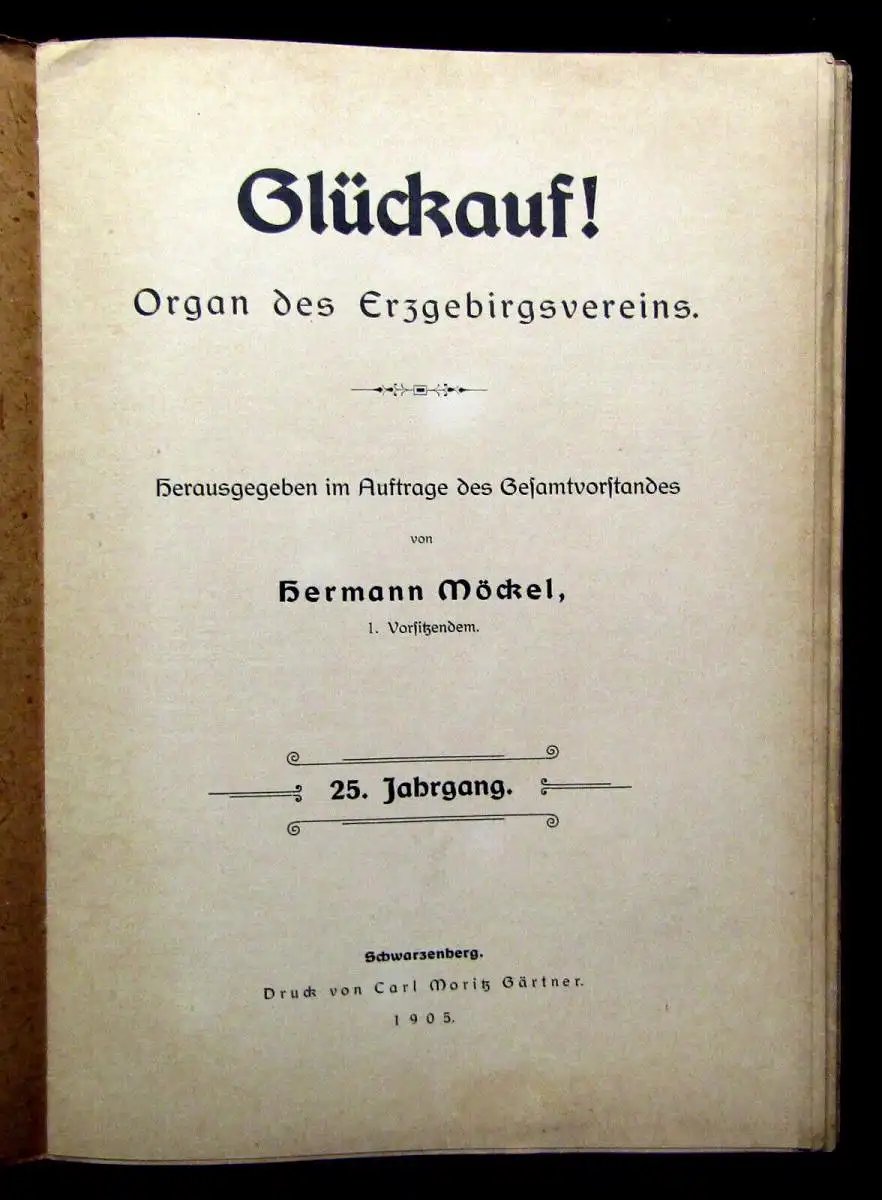 Glückauf!
Organ des Erzgebirgsvereins.
Herausgegeben im Auftrage des Geſamtvorſtandes
von
Hermann Möckel,
1. Vorſitzendem.
25. Jahrgang.
Schwarzenberg.
Druck von Carl Moritz Gärtner.
1905.